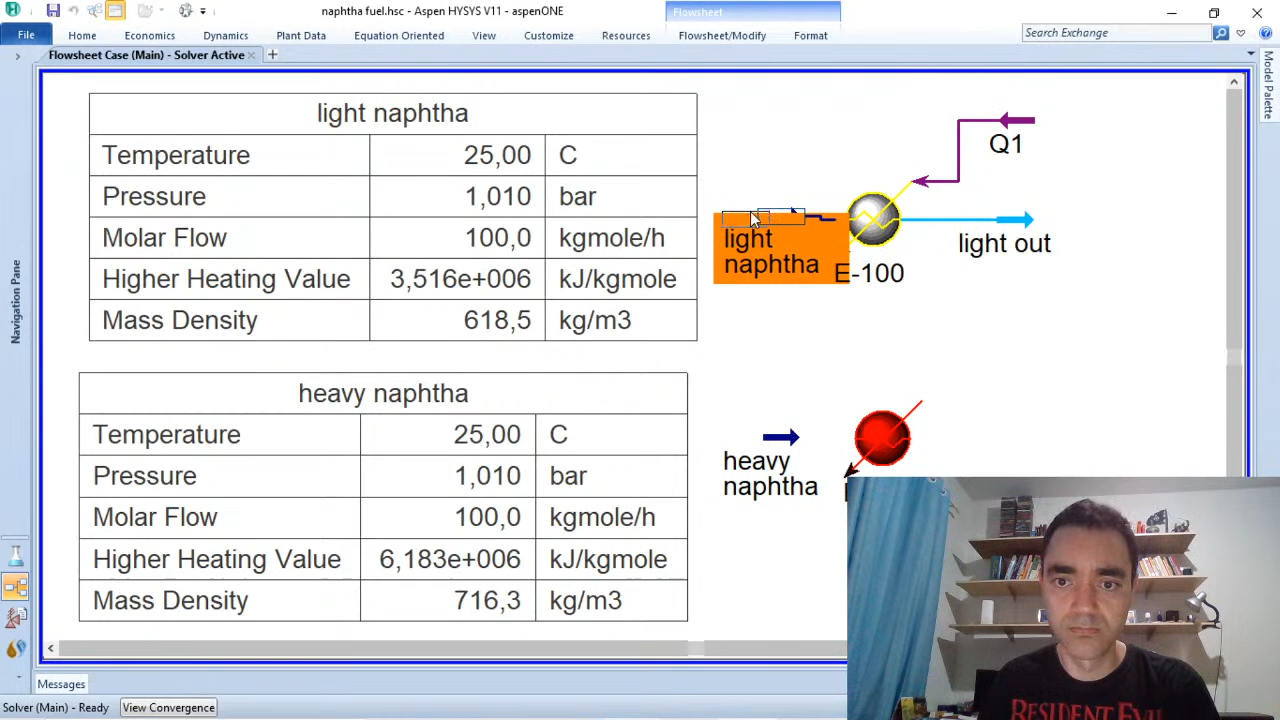 naphtha fuel.hsc - Aspen HYSYS V11 - aspenONE
Flowsheet
File
Home
Economics
Dynamics
Plant Data
Equation Oriented
View
Customize
Resources
Flowsheet/Modify
Format
Search Exchange
Flowsheet Case (Main) - Solver Active
Model Palette
Navigation Pane
light naphtha
Temperature 25,00 C
Pressure 1,010 bar
Molar Flow 100,0 kgmole/h
Higher Heating Value 3,516e+006 kJ/kgmole
Mass Density 618,5 kg/m3
Q1
light
naphtha
E-100
light out
heavy naphtha
Temperature 25,00 C
Pressure 1,010 bar
Molar Flow 100,0 kgmole/h
Higher Heating Value 6,183e+006 kJ/kgmole
Mass Density 716,3 kg/m3
heavy
naphtha
Messages
Solver (Main) - Ready
View Convergence
RESIDENT EVIL